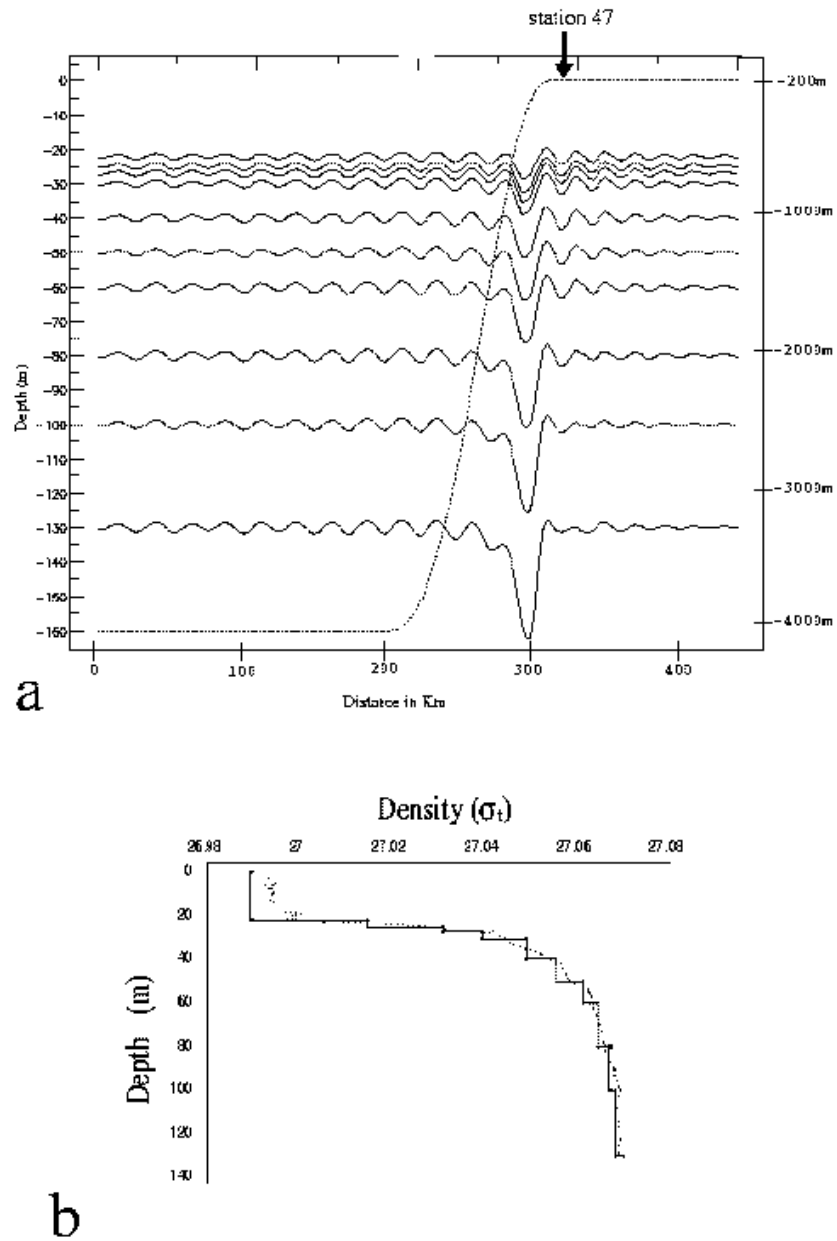 station 47
0
-10
-20
-30
-40
-50
-60
-70
-80
-90
-100
-110
-120
-130
-140
-150
-160
Depth (m)
-200m
-1000m
-2000m
-3000m
-4000m
0 100 200 300 400
Distance in Km
a
Density (σt)
26.98 27 27.02 27.04 27.06 27.08
0
20
40
60
80
100
120
140
Depth (m)
b